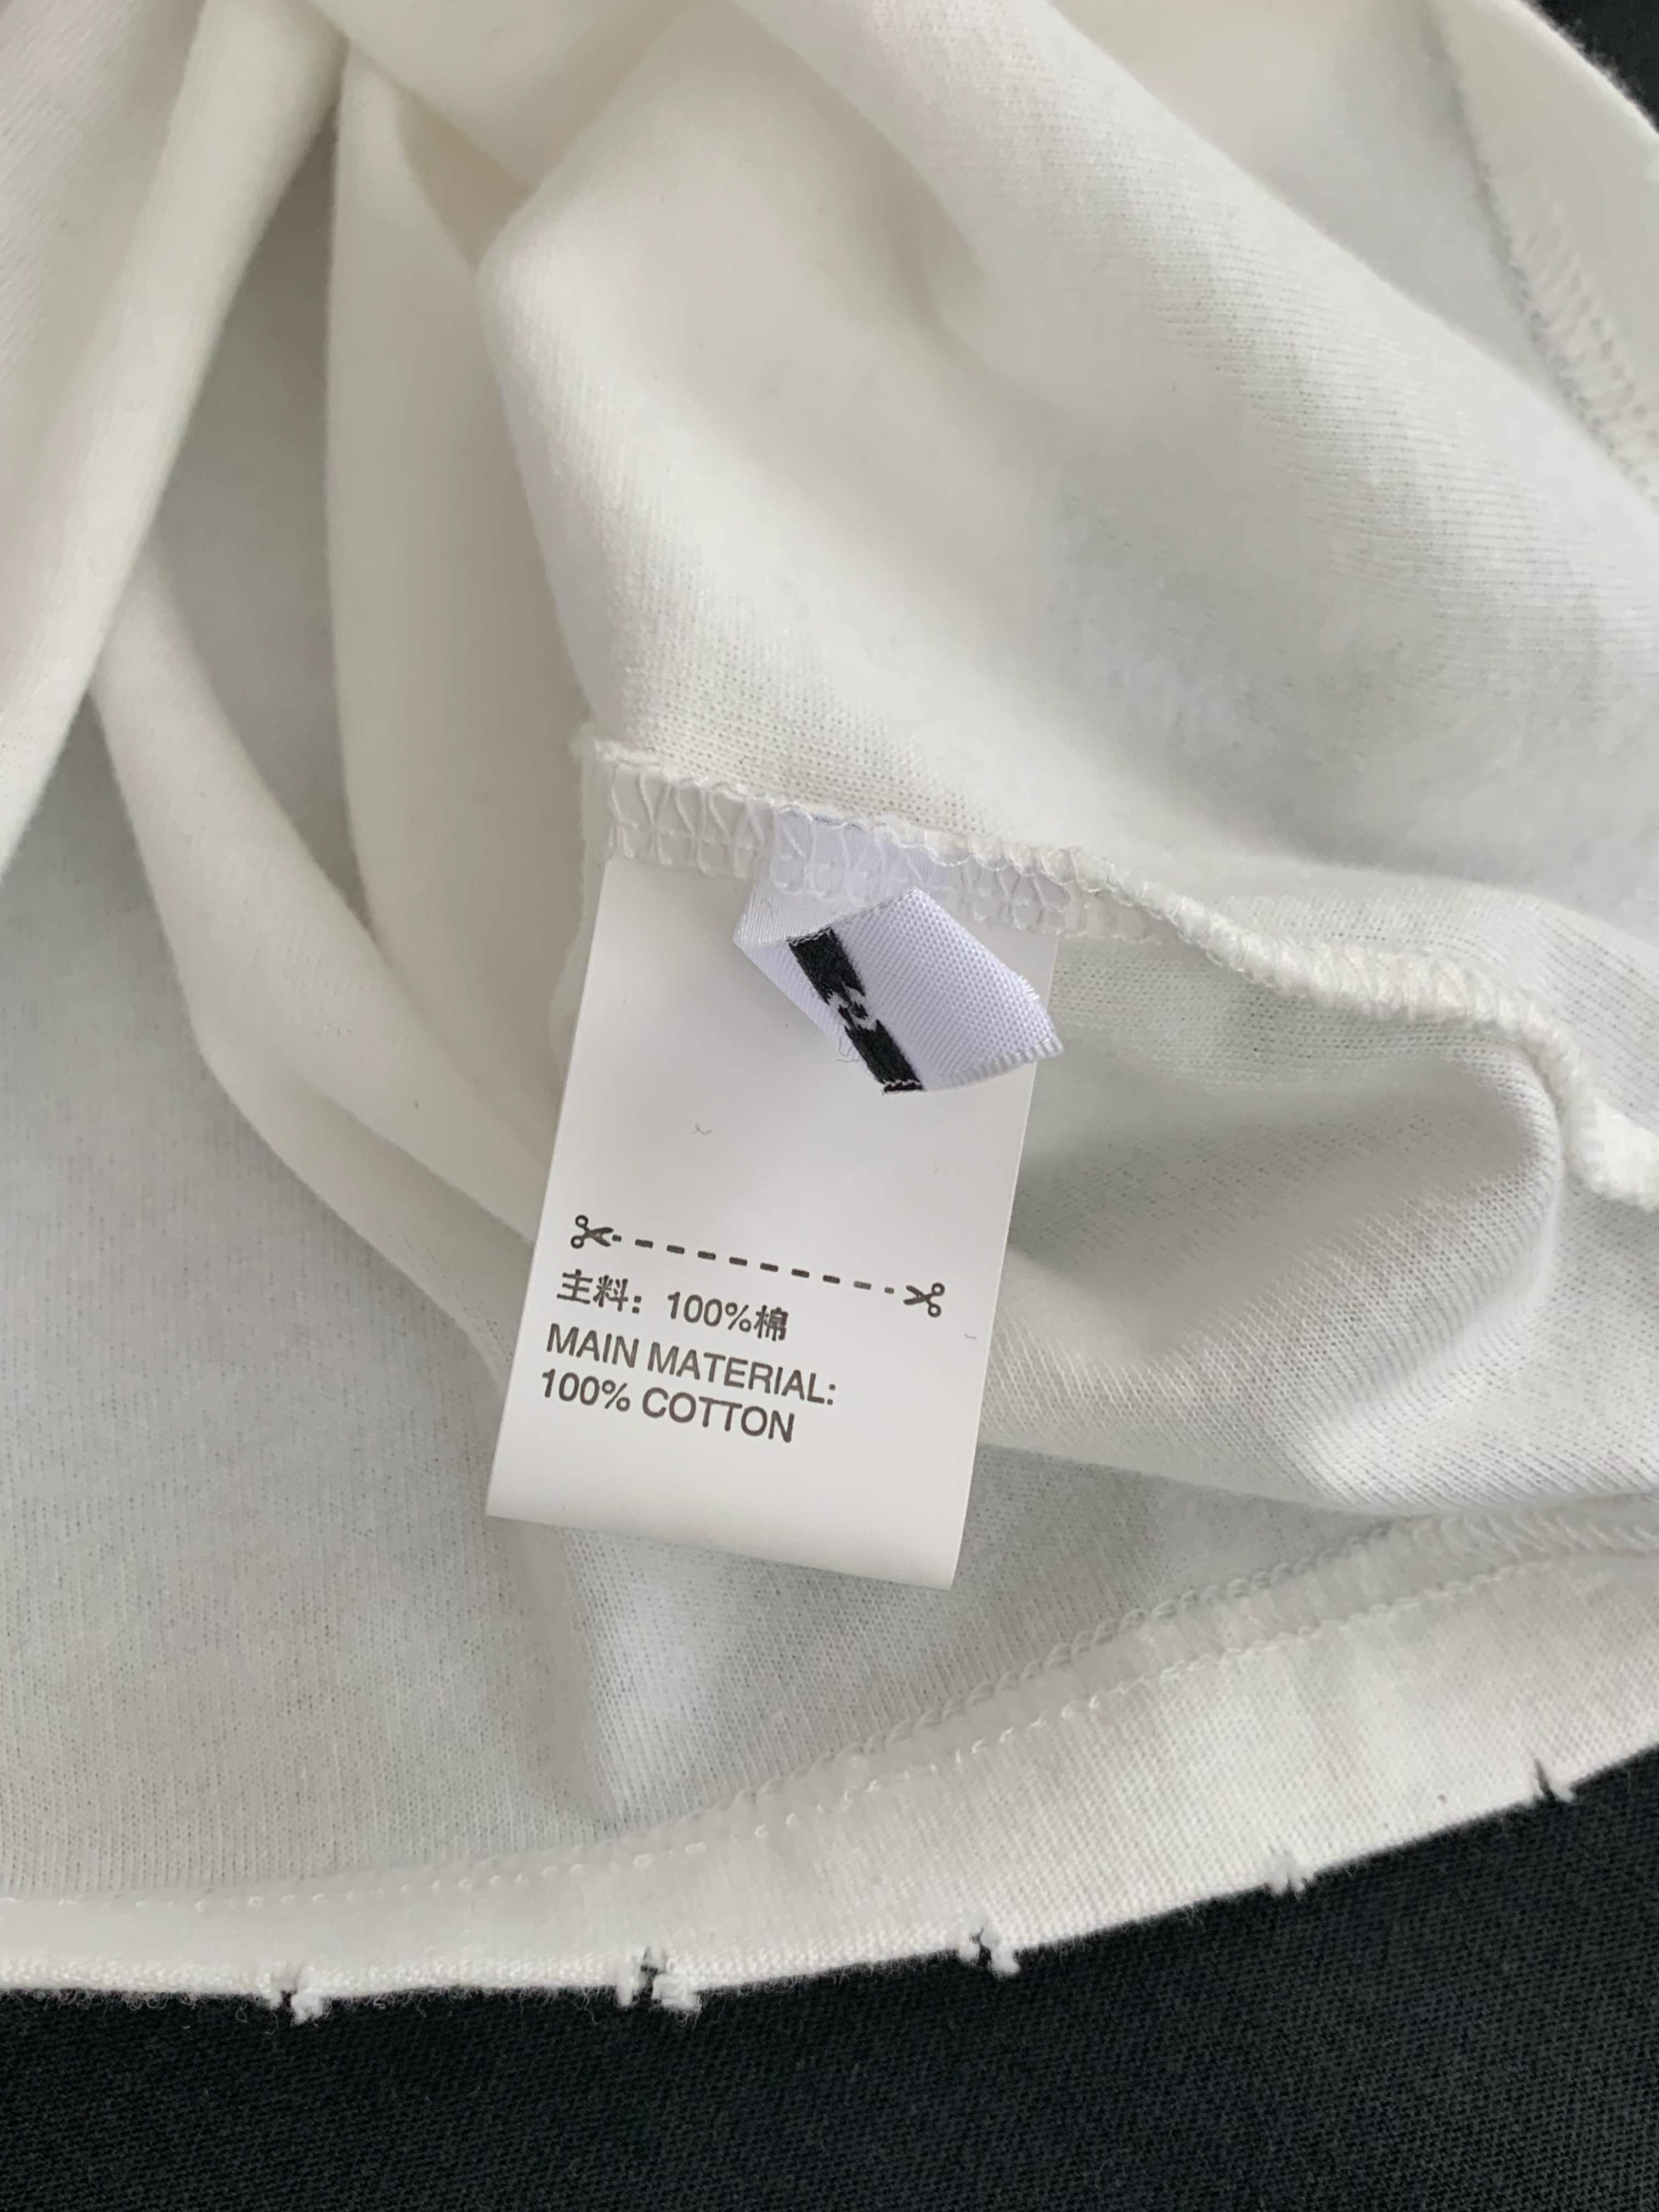 主料：100%棉
MAIN MATERIAL:
100% COTTON